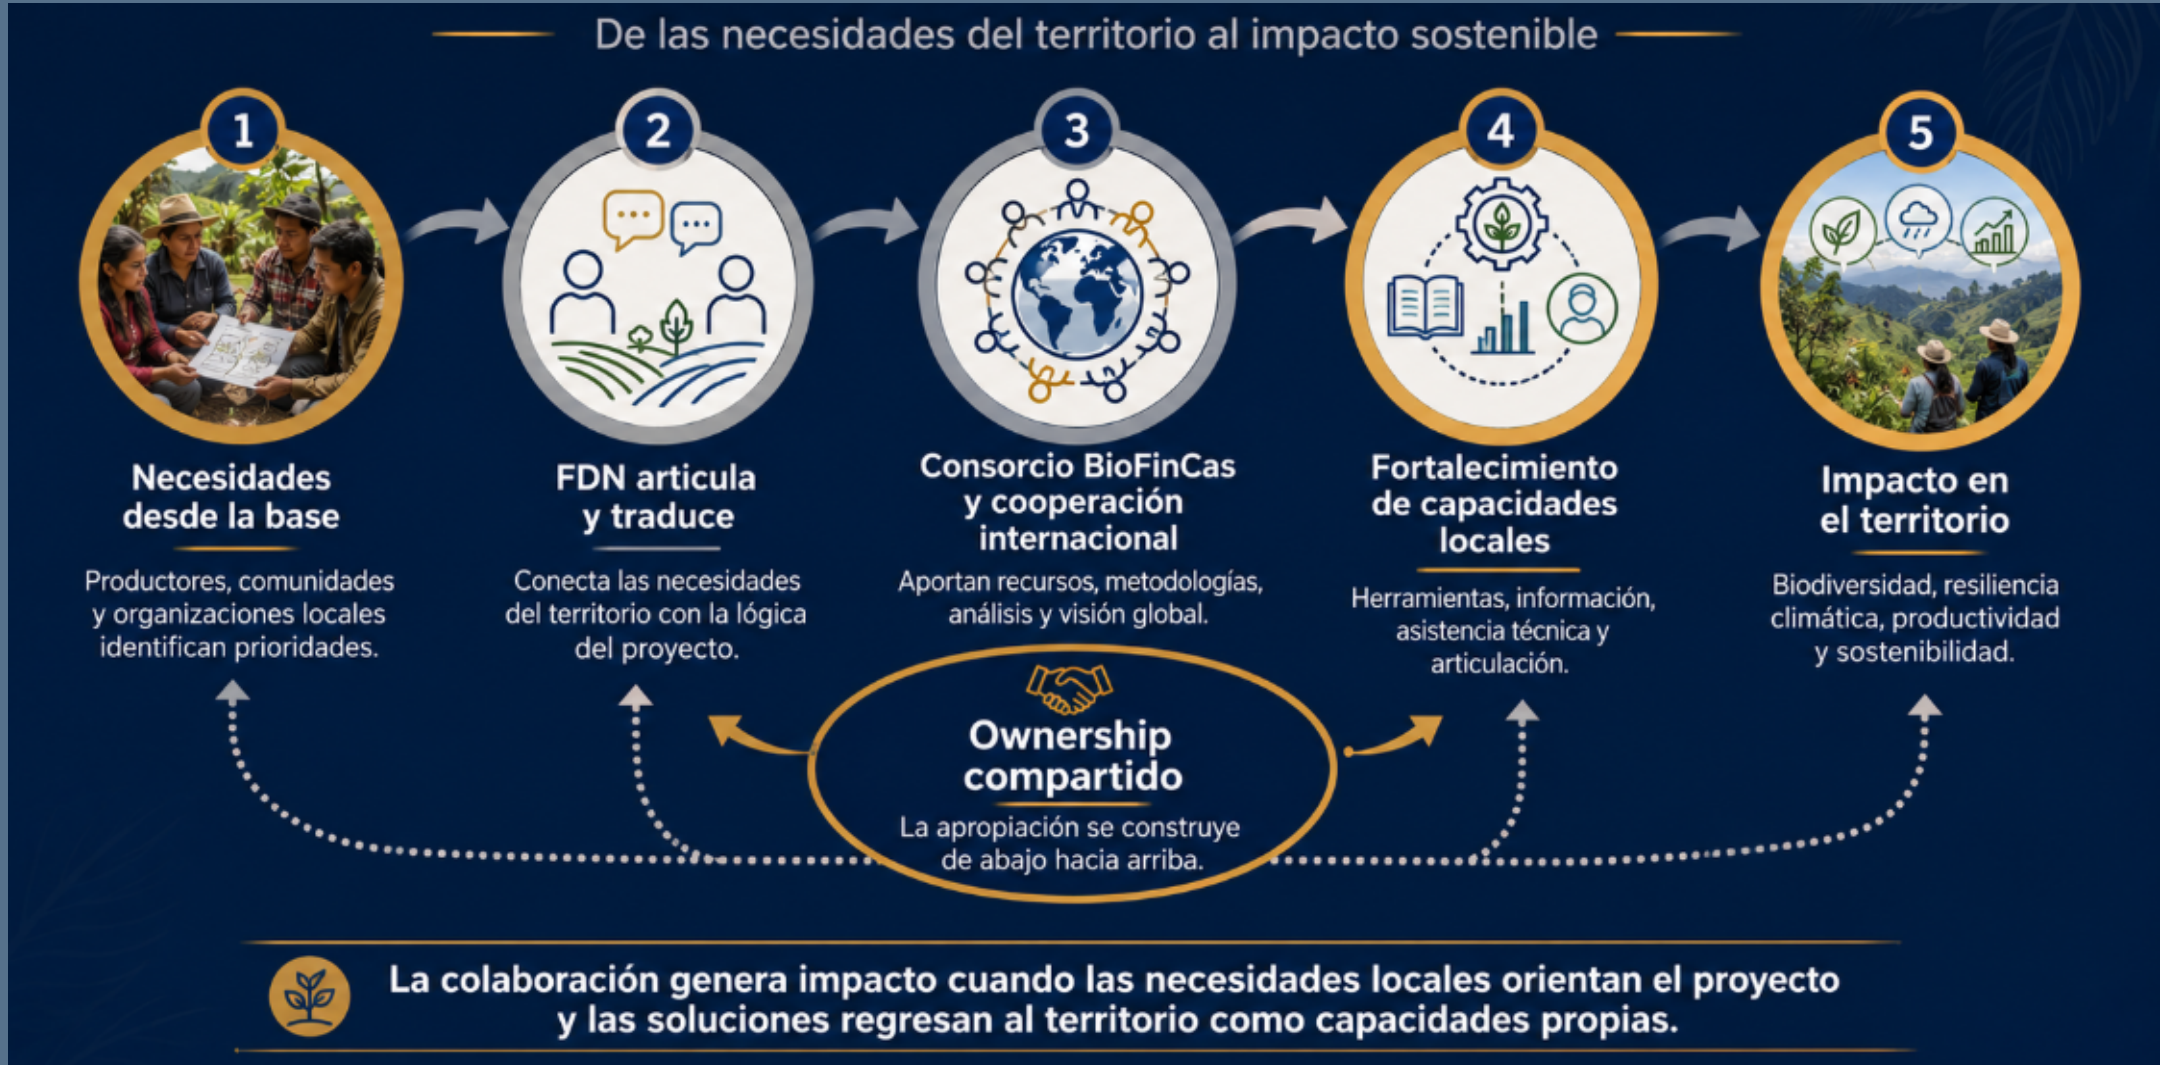 De las necesidades del territorio al impacto sostenible
1
2
3
4
5
Necesidades
desde la base
Productores, comunidades
y organizaciones locales
identifican prioridades.
FDN articula
y traduce
Conecta las necesidades
del territorio con la lógica
del proyecto.
Consorcio BioFinCas
y cooperación
internacional
Aportan recursos, metodologías,
análisis y visión global.
Fortalecimiento
de capacidades
locales
Herramientas, información,
asistencia técnica y
articulación.
Impacto en
el territorio
Biodiversidad, resiliencia
climática, productividad
y sostenibilidad.
Ownership
compartido
La apropiación se construye
de abajo hacia arriba.
La colaboración genera impacto cuando las necesidades locales orientan el proyecto
y las soluciones regresan al territorio como capacidades propias.